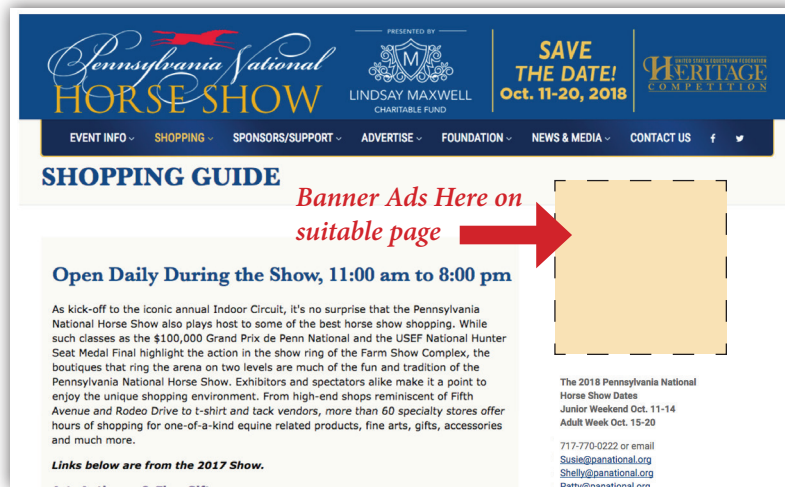 PRESENTED BY
Pennsylvania National
HORSE SHOW
M
LINDSAY MAXWELL
CHARITABLE FUND
SAVE
THE DATE!
Oct. 11-20, 2018
UNITED STATES EQUESTRIAN FEDERATION
HERITAGE
COMPETITION
EVENT INFO SHOPPING SPONSORS/SUPPORT ADVERTISE FOUNDATION NEWS & MEDIA CONTACT US f
SHOPPING GUIDE
Banner Ads Here on
suitable page
Open Daily During the Show, 11:00 am to 8:00 pm
As kick-off to the iconic annual Indoor Circuit, it's no surprise that the Pennsylvania
National Horse Show also plays host to some of the best horse show shopping. While
such classes as the $100,000 Grand Prix de Penn National and the USEF National Hunter
Seat Medal Final highlight the action in the show ring of the Farm Show Complex, the
boutiques that ring the arena on two levels are much of the fun and tradition of the
Pennsylvania National Horse Show. Exhibitors and spectators alike make it a point to
enjoy the unique shopping environment. From high-end shops reminiscent of Fifth
Avenue and Rodeo Drive to t-shirt and tack vendors, more than 60 specialty stores offer
hours of shopping for one-of-a-kind equine related products, fine arts, gifts, accessories
and much more.
Links below are from the 2017 Show.
The 2018 Pennsylvania National
Horse Show Dates
Junior Weekend Oct. 11-14
Adult Week Oct. 15-20
717-770-0222 or email
Susie@panational.org
Shelly@panational.org
Patty@panational.org